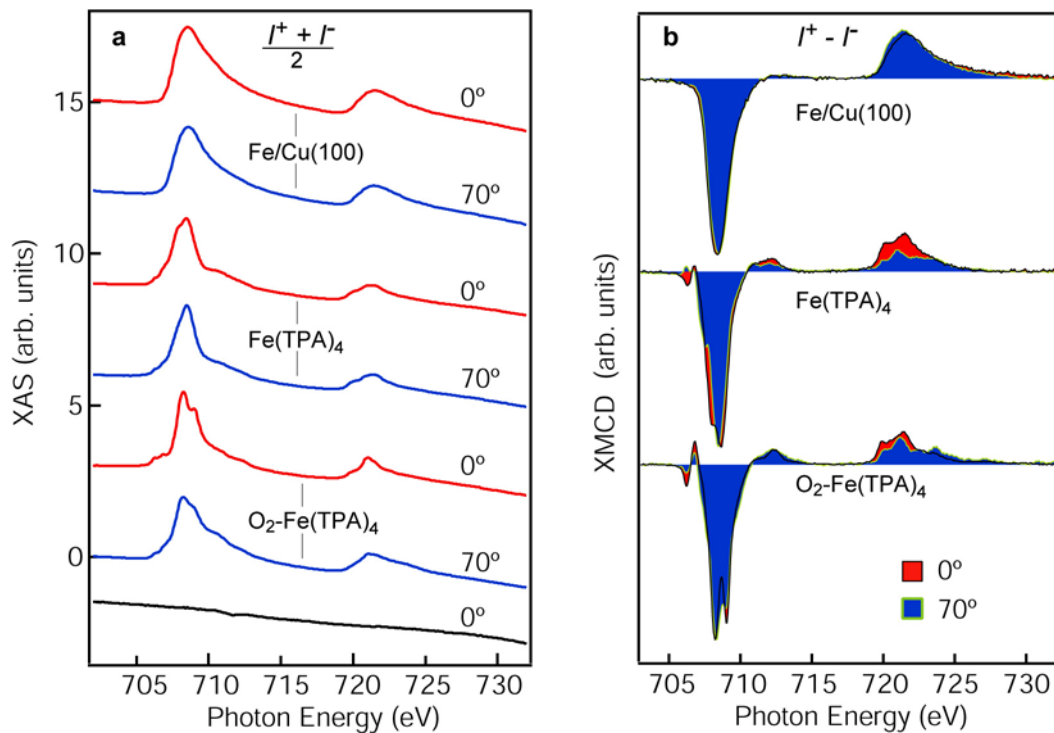 a
I⁺ + I⁻
2
0º
Fe/Cu(100)
70º
0º
Fe(TPA)₄
70º
0º
O₂-Fe(TPA)₄
70º
0º
15
10
5
0
XAS (arb. units)
705 710 715 720 725 730
Photon Energy (eV)
b
I⁺ - I⁻
Fe/Cu(100)
Fe(TPA)₄
O₂-Fe(TPA)₄
0º
70º
XMCD (arb. units)
705 710 715 720 725 730
Photon Energy (eV)